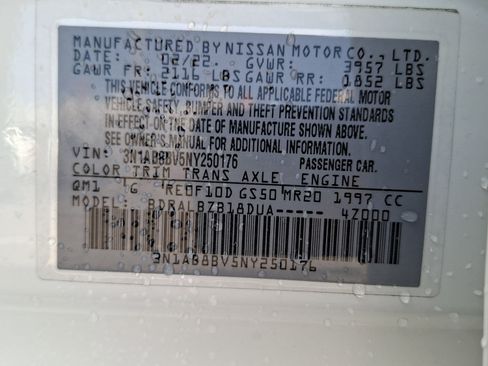 MANUFACTURED BY NISSAN MOTOR CO., LTD.
DATE: 02/22 GVWR: 3957 LBS
GAWR FR: 2116 LBS GAWR RR: 1852 LBS
THIS VEHICLE CONFORMS TO ALL APPLICABLE FEDERAL MOTOR
VEHICLE SAFETY, BUMPER AND THEFT PREVENTION STANDARDS
IN EFFECT ON THE DATE OF MANUFACTURE SHOWN ABOVE.
SEE OWNER'S MANUAL FOR ADDITIONAL INFORMATION.
VIN: 3N1AB8BV5NY250176 PASSENGER CAR.
COLOR TRIM TRANS AXLE ENGINE
QM1 G RE0F10D GS50 MR20 1997 CC
MODEL: BDRALBZB18DUA----- 4Z000
3N1AB8BV5NY250176